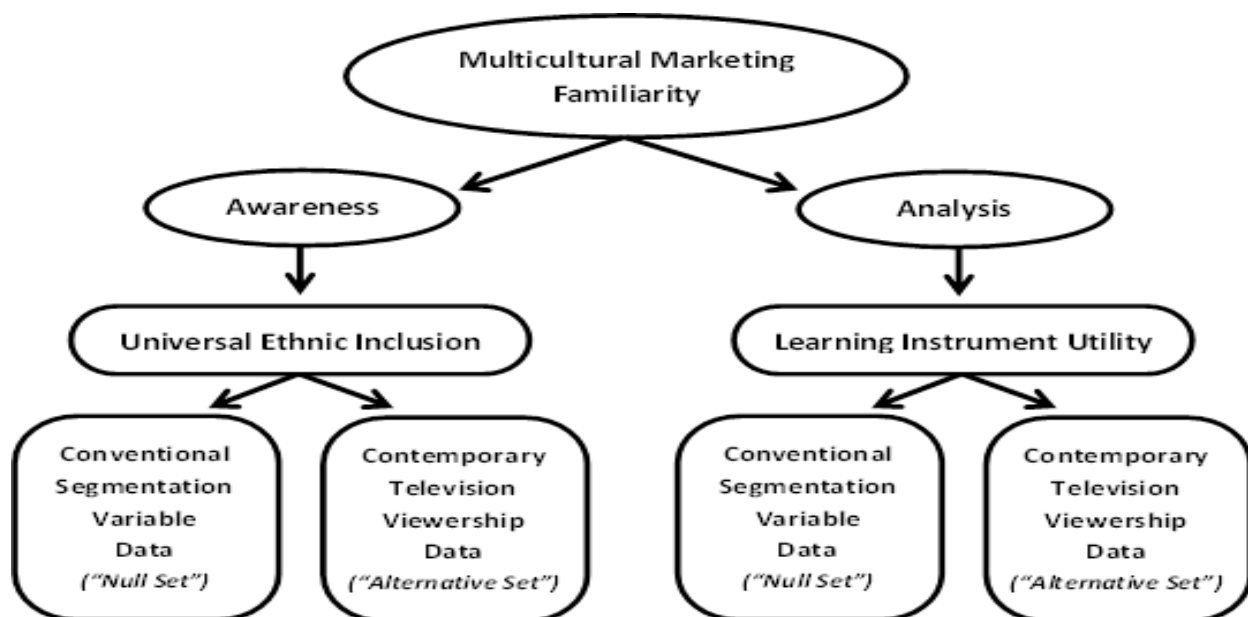 Multicultural Marketing
Familiarity
Awareness
Analysis
Universal Ethnic Inclusion
Learning Instrument Utility
Conventional
Segmentation
Variable
Data
("Null Set")
Contemporary
Television
Viewership
Data
("Alternative Set")
Conventional
Segmentation
Variable
Data
("Null Set")
Contemporary
Television
Viewership
Data
("Alternative Set")